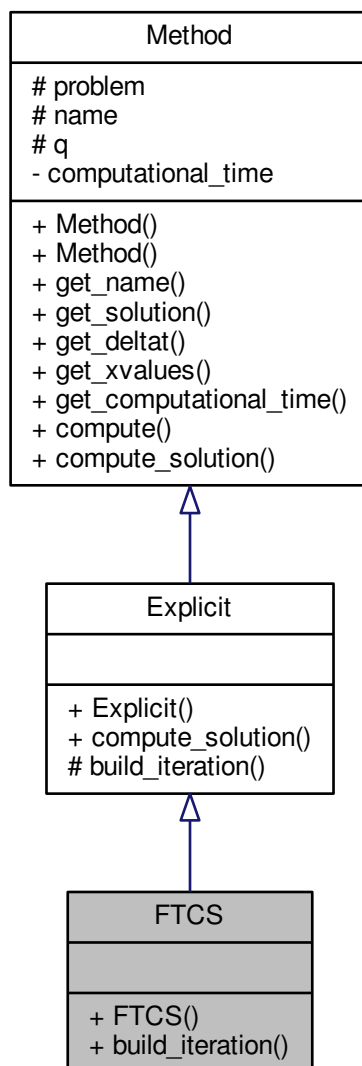 Method
# problem
# name
# q
- computational_time
+ Method()
+ Method()
+ get_name()
+ get_solution()
+ get_deltat()
+ get_xvalues()
+ get_computational_time()
+ compute()
+ compute_solution()
Explicit
+ Explicit()
+ compute_solution()
# build_iteration()
FTCS
+ FTCS()
+ build_iteration()